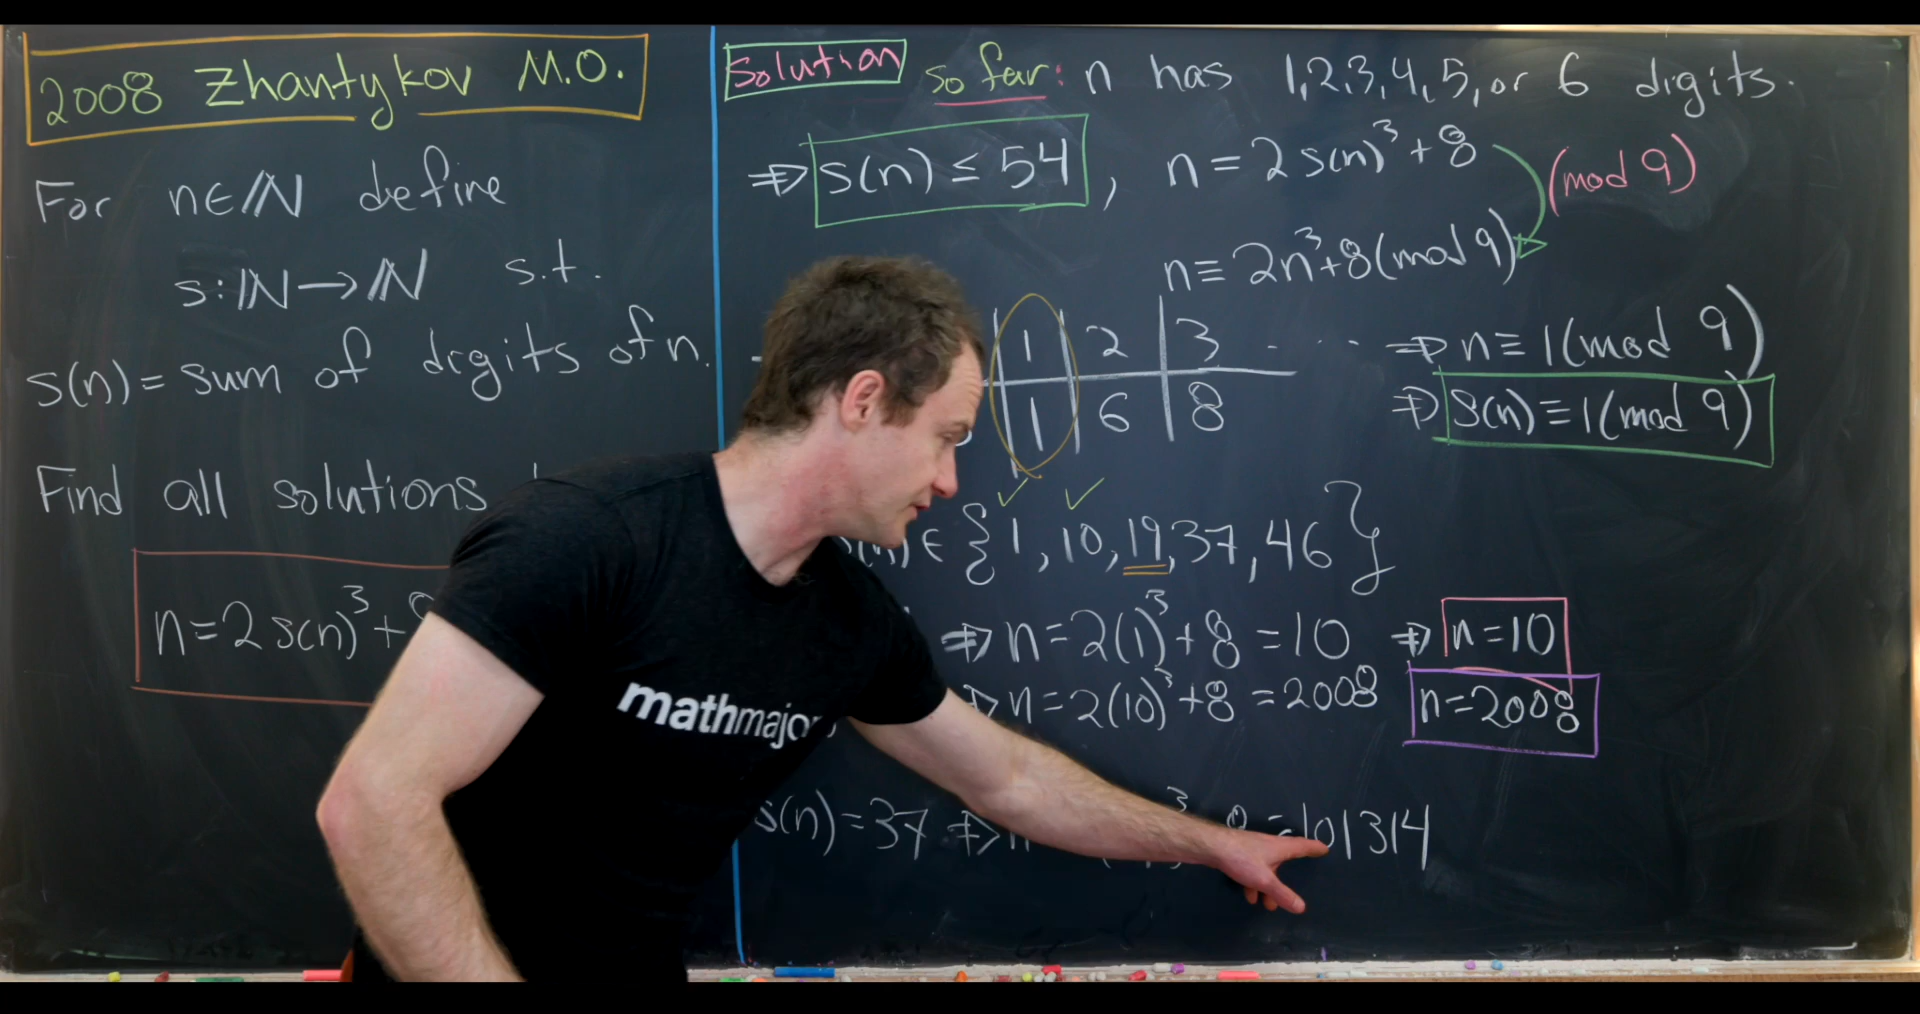 2008 Zhantykov M.O.
For n∈ℕ define
s:ℕ→ℕ s.t.
s(n) = sum of digits of n.
Find all solutions
n=2s(n)³+
Solution so far: n has 1,2,3,4,5, or 6 digits.
⇒ s(n) ≤ 54, n = 2s(n)³+8 (mod 9)
n ≡ 2n³+8(mod 9)
1 2 3 · · · · ⇒ n ≡ 1(mod 9)
1 6 8 ⇒ s(n) ≡ 1(mod 9)
✓ ✓
∈ {1, 10, 19, 37, 46}
⇒ n=2(1)³+8 =10 ⇒ n=10
⇒ n=2(10)³+8 =2008 n=2008
mathmajor
s(n)=37 ⇒ =101314